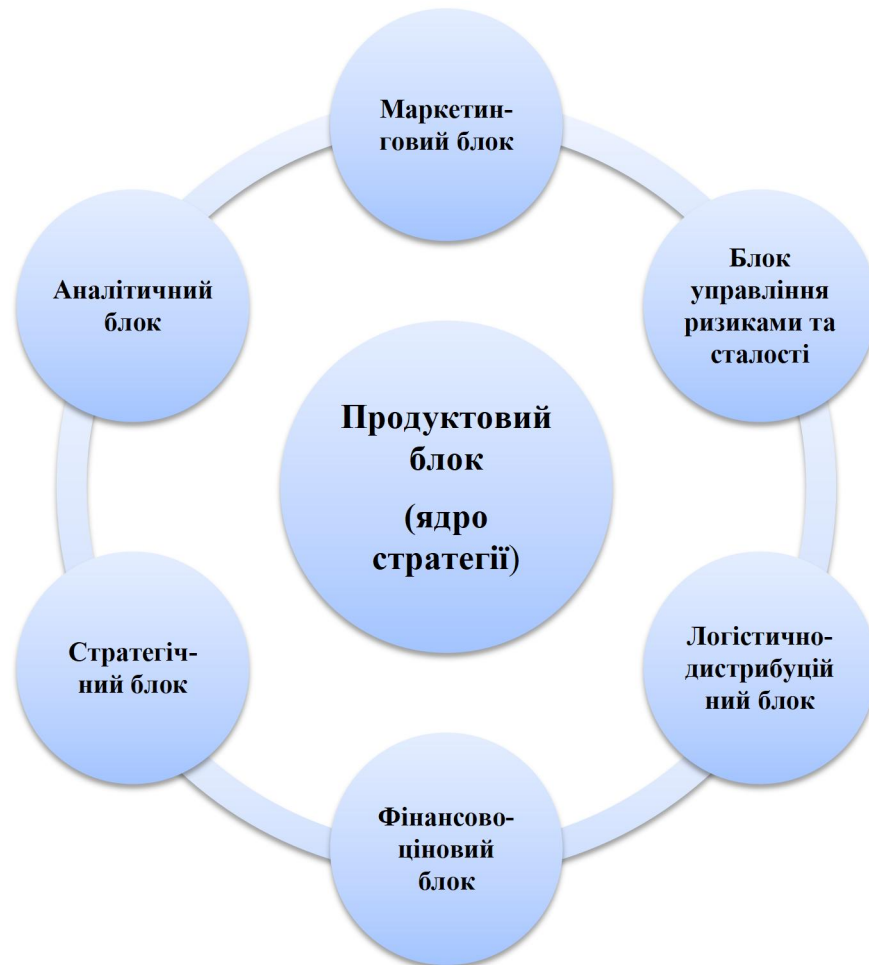 Маркетин-
говий блок
Блок
управління
ризиками та
сталості
Аналітичний
блок
Продуктовий
блок
(ядро
стратегії)
Логістично-
дистрибуцій
ний блок
Стратегіч-
ний блок
Фінансово-
ціновий
блок